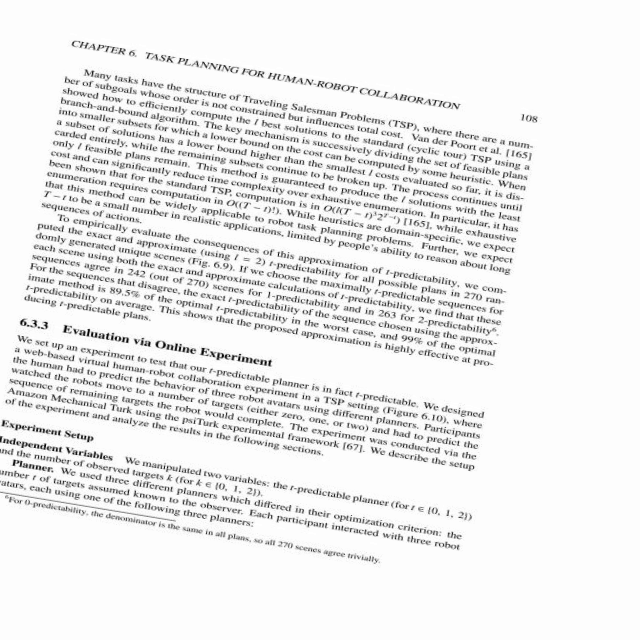 CHAPTER 6. TASK PLANNING FOR HUMAN-ROBOT COLLABORATION 108
Many tasks have the structure of Traveling Salesman Problems (TSP), where there are a num-
ber of subgoals whose order is not constrained but influences total cost. Van der Poort et al. [165]
showed how to efficiently compute the l best solutions to the standard (cyclic tour) TSP using a
branch-and-bound algorithm. The key mechanism is successively dividing the set of feasible plans
into smaller subsets for which a lower bound on the cost can be computed by some heuristic. When
a subset of solutions has a lower bound higher than the smallest l costs evaluated so far, it is dis-
carded entirely, while the remaining subsets continue to be broken up. The process continues until
only l feasible plans remain. This method is guaranteed to produce the l solutions with the least
cost and can significantly reduce time complexity over exhaustive enumeration. In particular, it has
been shown that for the standard TSP, computation is in O(l(T − t)³2ᵀ⁻ᵗ) [165], while exhaustive
enumeration requires computation in O((T − t)!). While heuristics are domain-specific, we expect
that this method can be widely applicable to robot task planning problems. Further, we expect
T − t to be a small number in realistic applications, limited by people's ability to reason about long
sequences of actions.
To empirically evaluate the consequences of this approximation of t-predictability, we com-
puted the exact and approximate (using l = 2) t-predictability for all possible plans in 270 ran-
domly generated unique scenes (Fig. 6.9). If we choose the maximally t-predictable sequences for
each scene using both the exact and approximate calculations of t-predictability, we find that these
sequences agree in 242 (out of 270) scenes for 1-predictability and in 263 for 2-predictability⁶.
For the sequences that disagree, the exact t-predictability of the sequence chosen using the approx-
imate method is 89.5% of the optimal t-predictability in the worst case, and 99% of the optimal
t-predictability on average. This shows that the proposed approximation is highly effective at pro-
ducing t-predictable plans.
6.3.3 Evaluation via Online Experiment
We set up an experiment to test that our t-predictable planner is in fact t-predictable. We designed
a web-based virtual human-robot collaboration experiment in a TSP setting (Figure 6.10), where
the human had to predict the behavior of three robot avatars using different planners. Participants
watched the robots move to a number of targets (either zero, one, or two) and had to predict the
sequence of remaining targets the robot would complete. The experiment was conducted via the
Amazon Mechanical Turk using the psiTurk experimental framework [67]. We describe the setup
of the experiment and analyze the results in the following sections.
Experiment Setup
Independent Variables We manipulated two variables: the t-predictable planner (for t ∈ {0, 1, 2})
and the number of observed targets k (for k ∈ {0, 1, 2}).
Planner. We used three different planners which differed in their optimization criterion: the
number t of targets assumed known to the observer. Each participant interacted with three robot
avatars, each using one of the following three planners:
⁶For 0-predictability, the denominator is the same in all plans, so all 270 scenes agree trivially.